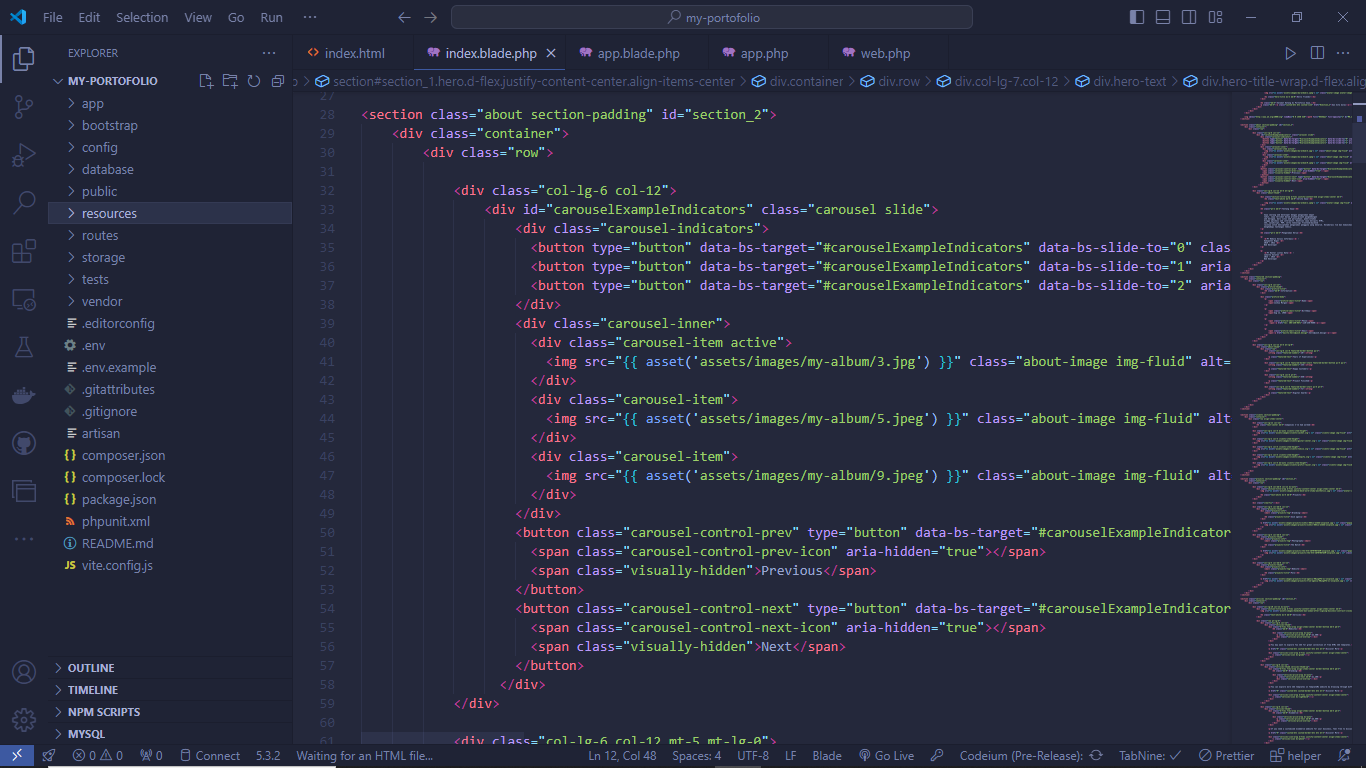 File Edit Selection View Go Run ··· my-portofolio
EXPLORER ···
MY-PORTOFOLIO
app
bootstrap
config
database
public
resources
routes
storage
tests
vendor
.editorconfig
.env
.env.example
.gitattributes
.gitignore
artisan
composer.json
composer.lock
package.json
phpunit.xml
README.md
vite.config.js
OUTLINE
TIMELINE
NPM SCRIPTS
MYSQL
index.html index.blade.php app.blade.php app.php web.php
section#section_1.hero.d-flex.justify-content-center.align-items-center > div.container > div.row > div.col-lg-7.col-12 > div.hero-text > div.hero-title-wrap.d-flex.alig
27
28 <section class="about section-padding" id="section_2">
29 <div class="container">
30 <div class="row">
31
32 <div class="col-lg-6 col-12">
33 <div id="carouselExampleIndicators" class="carousel slide">
34 <div class="carousel-indicators">
35 <button type="button" data-bs-target="#carouselExampleIndicators" data-bs-slide-to="0" clas
36 <button type="button" data-bs-target="#carouselExampleIndicators" data-bs-slide-to="1" aria
37 <button type="button" data-bs-target="#carouselExampleIndicators" data-bs-slide-to="2" aria
38 </div>
39 <div class="carousel-inner">
40 <div class="carousel-item active">
41 <img src="{{ asset('assets/images/my-album/3.jpg') }}" class="about-image img-fluid" alt=
42 </div>
43 <div class="carousel-item">
44 <img src="{{ asset('assets/images/my-album/5.jpeg') }}" class="about-image img-fluid" alt
45 </div>
46 <div class="carousel-item">
47 <img src="{{ asset('assets/images/my-album/9.jpeg') }}" class="about-image img-fluid" alt
48 </div>
49 </div>
50 <button class="carousel-control-prev" type="button" data-bs-target="#carouselExampleIndicator
51 <span class="carousel-control-prev-icon" aria-hidden="true"></span>
52 <span class="visually-hidden">Previous</span>
53 </button>
54 <button class="carousel-control-next" type="button" data-bs-target="#carouselExampleIndicator
55 <span class="carousel-control-next-icon" aria-hidden="true"></span>
56 <span class="visually-hidden">Next</span>
57 </button>
58 </div>
59 </div>
60
61 <div class="col-lg-6 col-12 mt-5 mt-lg-0">
0 0 0 Connect 5.3.2 Waiting for an HTML file... Ln 12, Col 48 Spaces: 4 UTF-8 LF Blade Go Live Codeium (Pre-Release): TabNine: Prettier helper